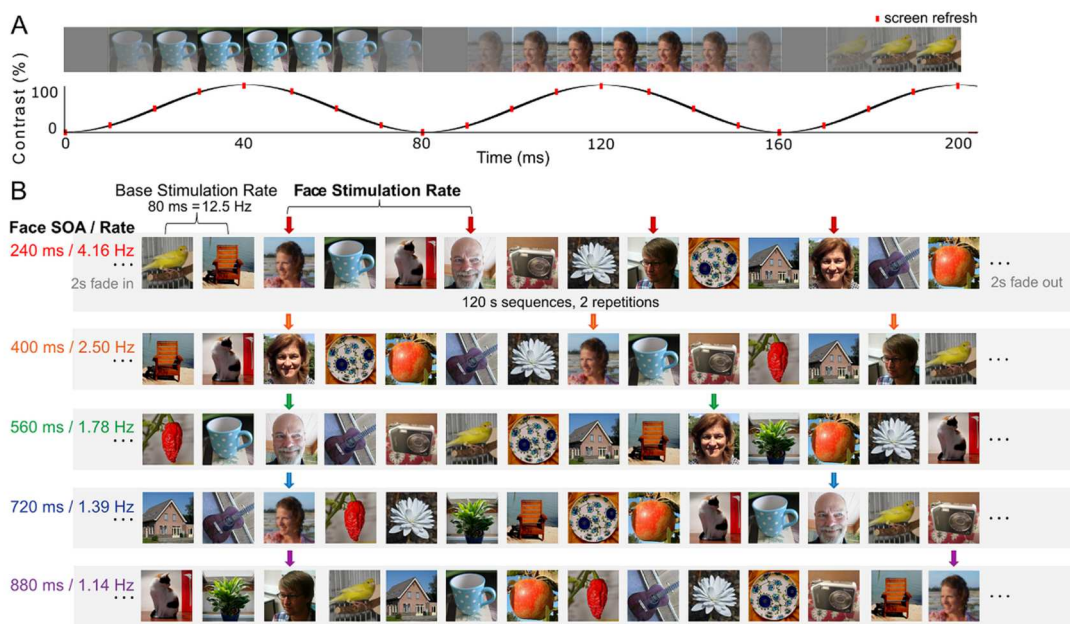 A
screen refresh
Contrast (%)
100
0
0 40 80 120 160 200
Time (ms)
B
Base Stimulation Rate
80 ms = 12.5 Hz
Face Stimulation Rate
Face SOA / Rate
240 ms / 4.16 Hz
...
...
2s fade in
2s fade out
120 s sequences, 2 repetitions
400 ms / 2.50 Hz
...
...
560 ms / 1.78 Hz
...
...
720 ms / 1.39 Hz
...
...
880 ms / 1.14 Hz
...
...